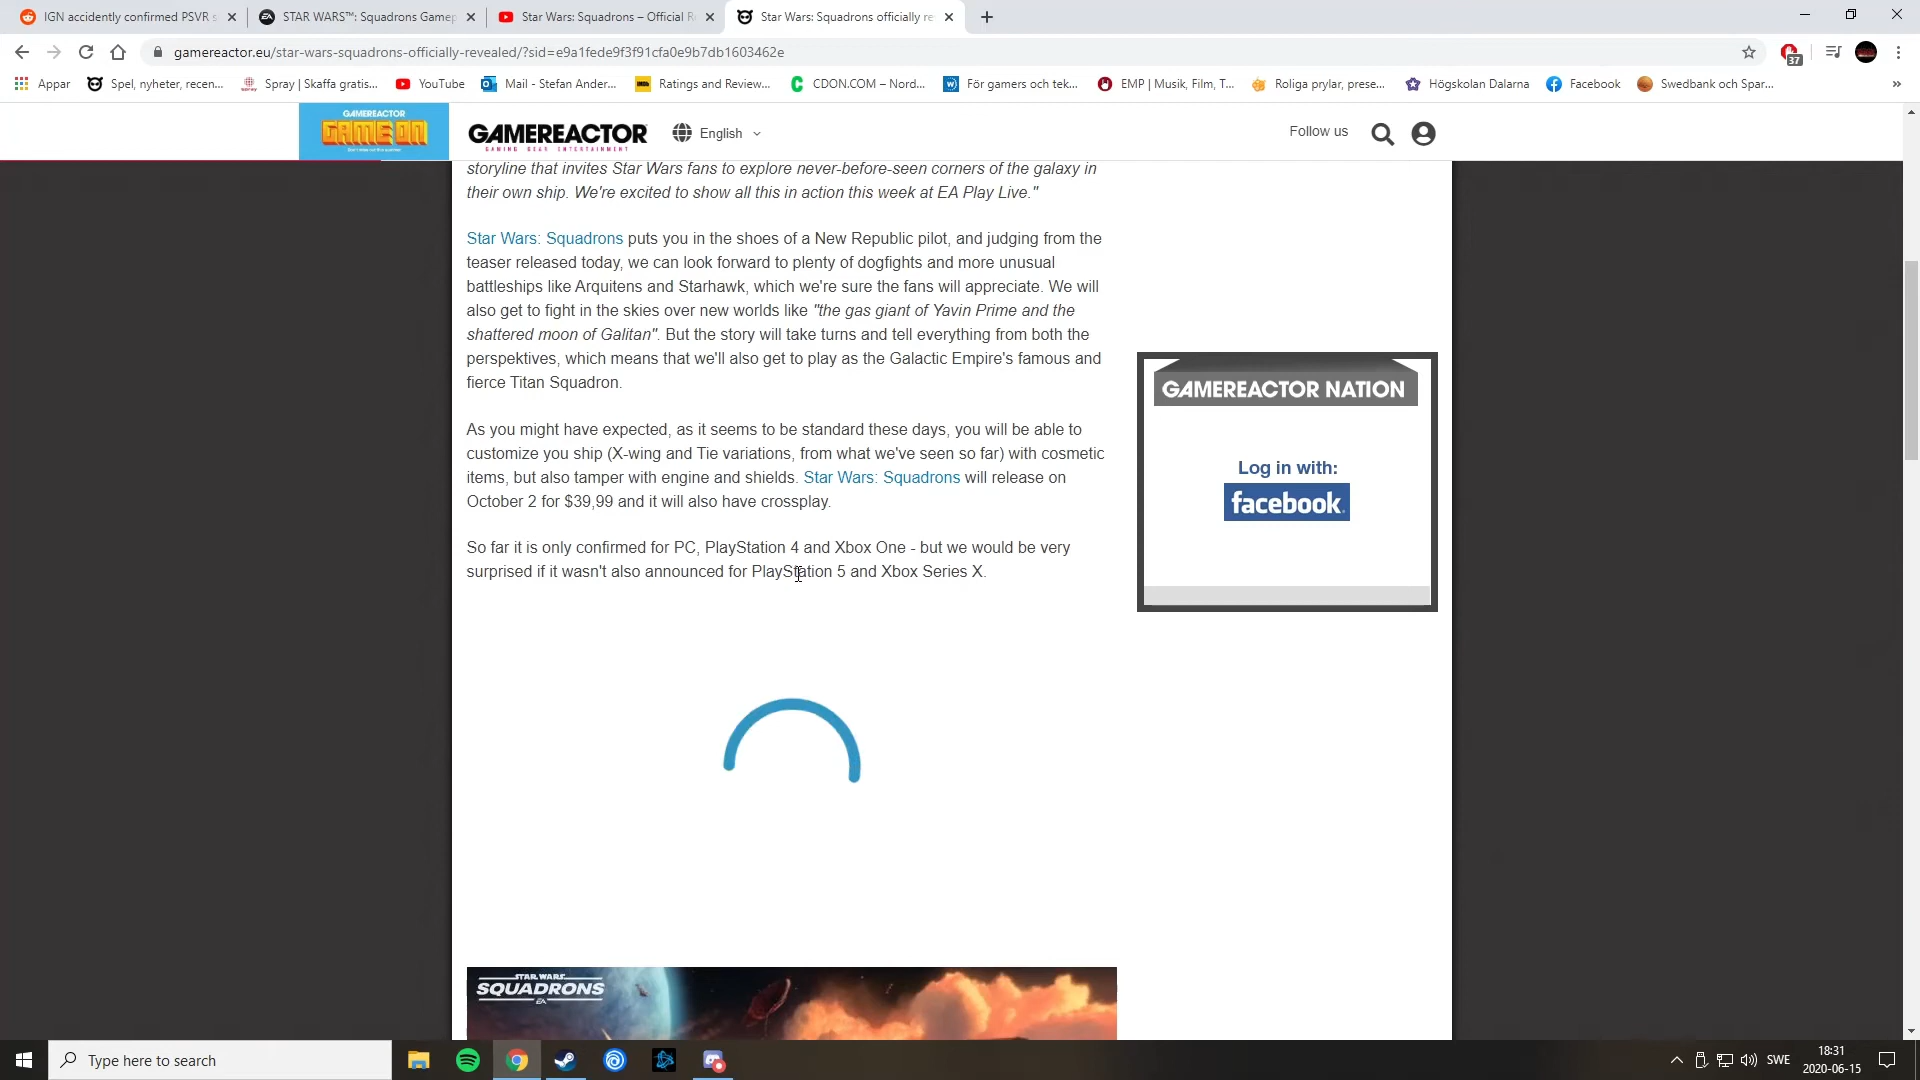 IGN accidently confirmed PSVR s
STAR WARS™: Squadrons Gamep
Star Wars: Squadrons – Official R
Star Wars: Squadrons officially re
gamereactor.eu/star-wars-squadrons-officially-revealed/?sid=e9a1fede9f3f91cfa0e9b7db1603462e
37
Appar
Spel, nyheter, recen...
Spray | Skaffa gratis...
YouTube
Mail - Stefan Ander...
Ratings and Review...
CDON.COM – Nord...
För gamers och tek...
EMP | Musik, Film, T...
Roliga prylar, prese...
Högskolan Dalarna
Facebook
Swedbank och Spar...
»
GAMEREACTOR
GAME ON
GAMEREACTOR
GAMING GEAR ENTERTAINMENT
English
Follow us
storyline that invites Star Wars fans to explore never-before-seen corners of the galaxy in
their own ship. We're excited to show all this in action this week at EA Play Live."
Star Wars: Squadrons puts you in the shoes of a New Republic pilot, and judging from the
teaser released today, we can look forward to plenty of dogfights and more unusual
battleships like Arquitens and Starhawk, which we're sure the fans will appreciate. We will
also get to fight in the skies over new worlds like "the gas giant of Yavin Prime and the
shattered moon of Galitan". But the story will take turns and tell everything from both the
perspektives, which means that we'll also get to play as the Galactic Empire's famous and
fierce Titan Squadron.
As you might have expected, as it seems to be standard these days, you will be able to
customize you ship (X-wing and Tie variations, from what we've seen so far) with cosmetic
items, but also tamper with engine and shields. Star Wars: Squadrons will release on
October 2 for $39,99 and it will also have crossplay.
So far it is only confirmed for PC, PlayStation 4 and Xbox One - but we would be very
surprised if it wasn't also announced for PlayStation 5 and Xbox Series X.
GAMEREACTOR NATION
Log in with:
facebook.
STAR WARS
SQUADRONS
EA
Type here to search
SWE
18:31
2020-06-15